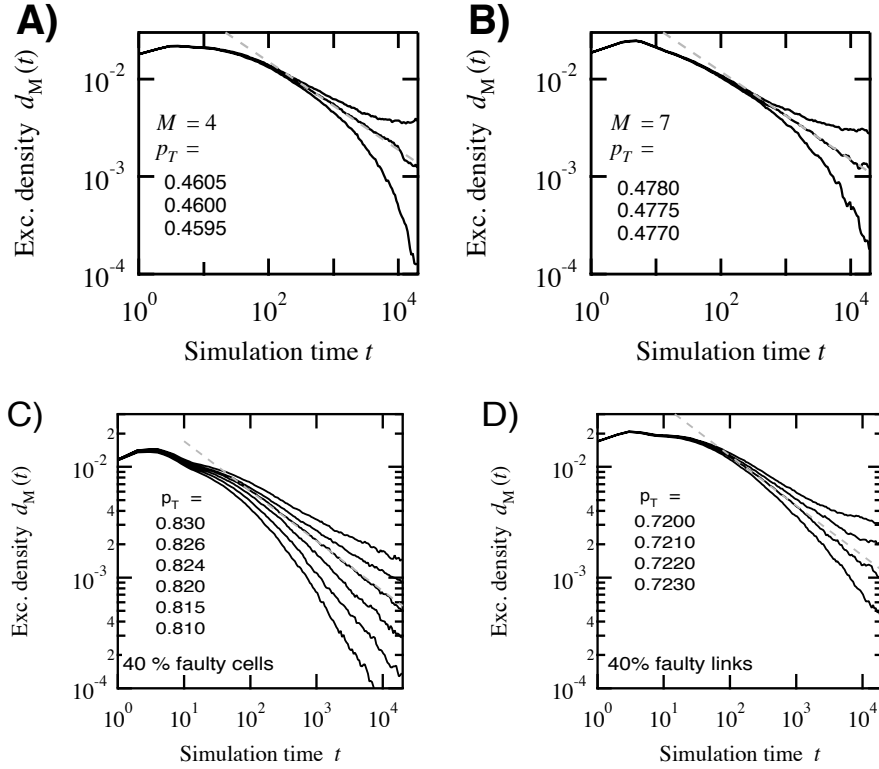 A)
Exc. density d_M(t)
10^-2
10^-3
10^-4
M = 4
p_T =
0.4605
0.4600
0.4595
10^0
10^2
10^4
Simulation time t
B)
Exc. density d_M(t)
10^-2
10^-3
10^-4
M = 7
p_T =
0.4780
0.4775
0.4770
10^0
10^2
10^4
Simulation time t
C)
Exc. density d_M(t)
2
10^-2
4
2
10^-3
4
2
10^-4
p_T =
0.830
0.826
0.824
0.820
0.815
0.810
40 % faulty cells
10^0
10^1
10^2
10^3
10^4
Simulation time t
D)
Exc. density d_M(t)
2
10^-2
4
2
10^-3
4
2
10^-4
p_T =
0.7200
0.7210
0.7220
0.7230
40% faulty links
10^0
10^1
10^2
10^3
10^4
Simulation time t